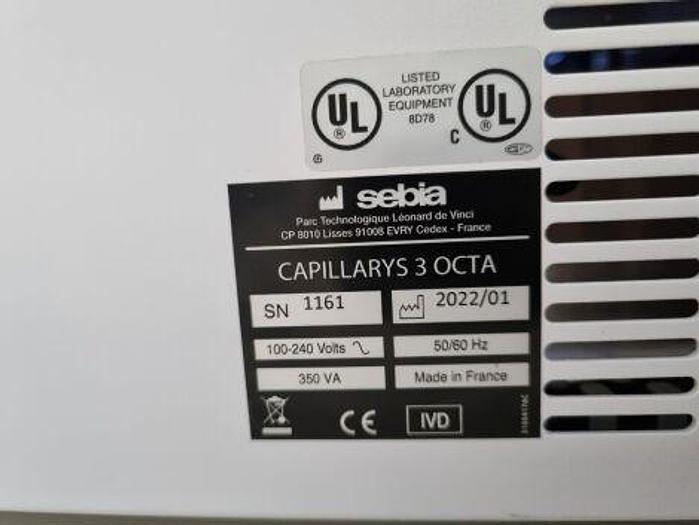 LISTED
LABORATORY
EQUIPMENT
8D78
UL
®
C
UL
®
sebia
Parc Technologique Léonard de Vinci
CP 8010 Lisses 91008 EVRY Cedex - France
CAPILLARYS 3 OCTA
SN 1161
2022/01
100-240 Volts
50/60 Hz
350 VA
Made in France
CE
IVD